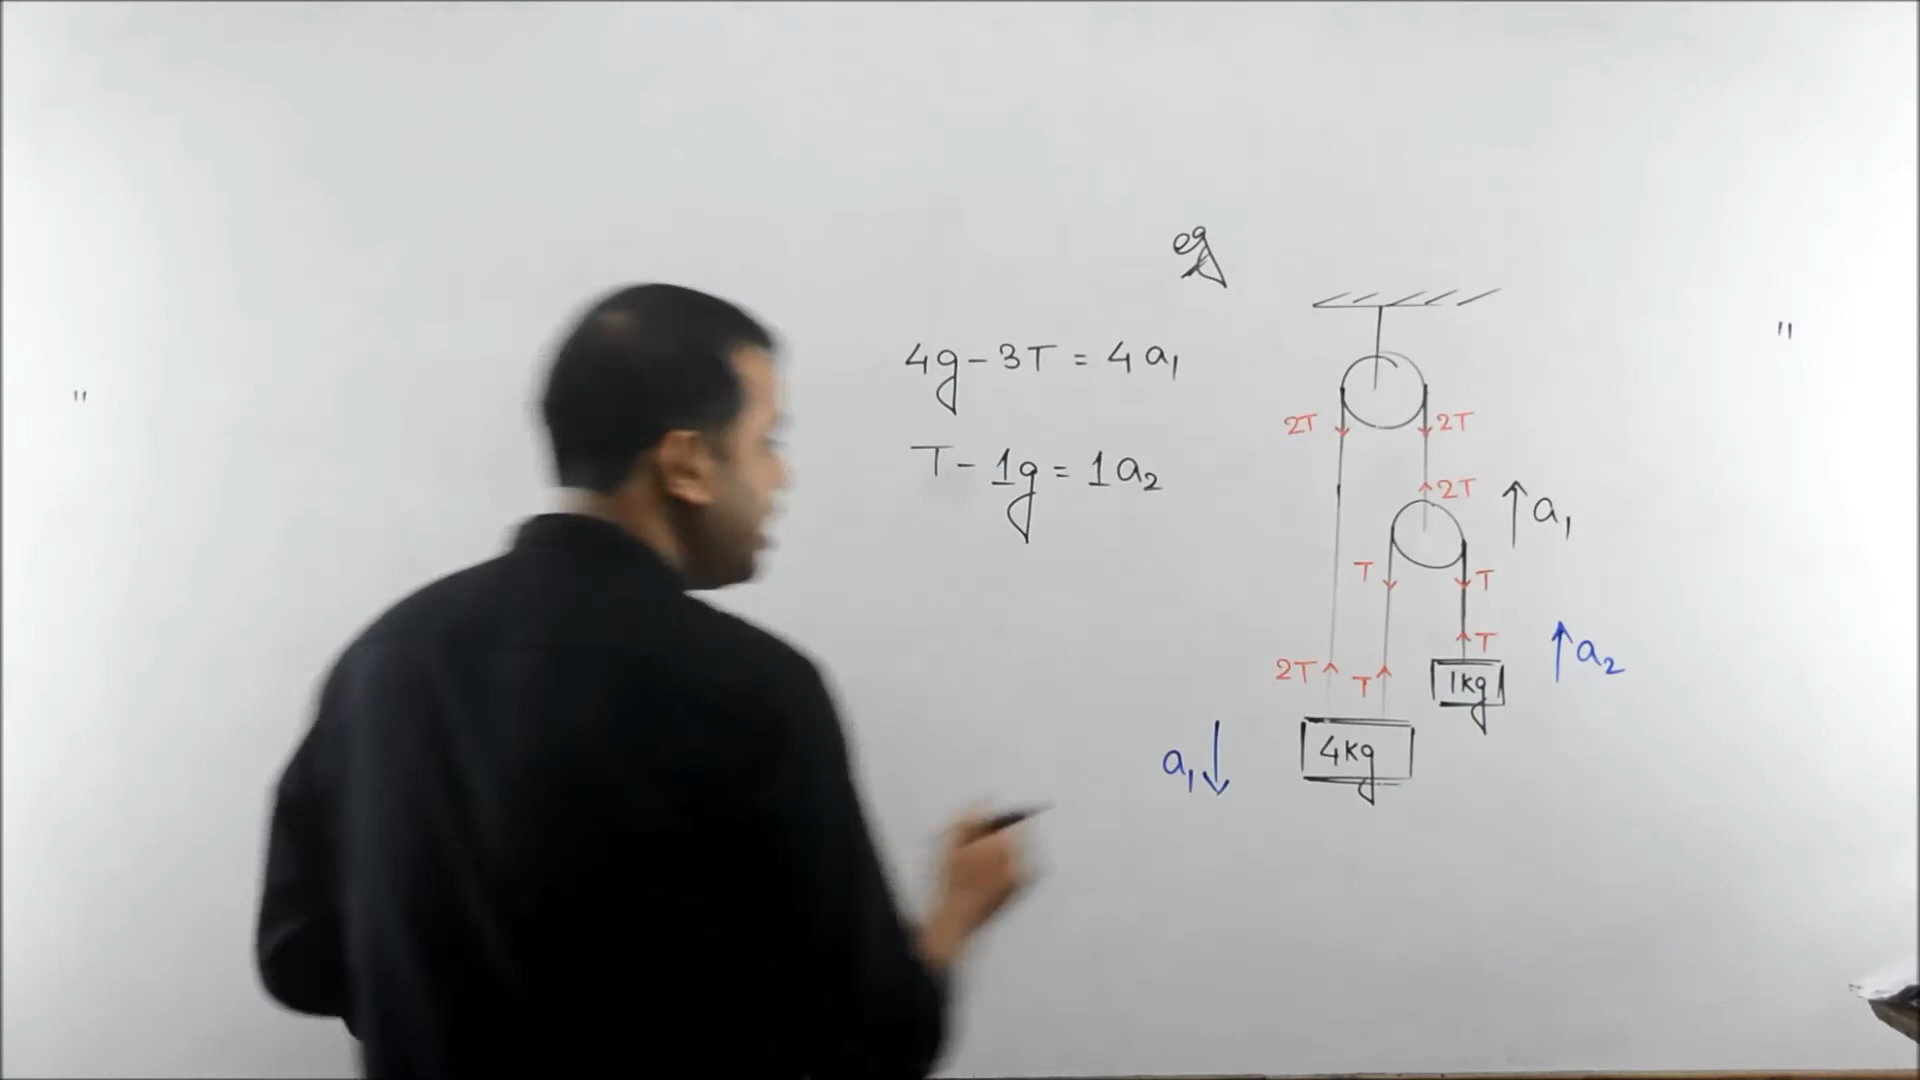 eg
4g - 3T = 4a₁
T - 1g = 1a₂
2T
2T
2T
a₁
T
T
T
a₂
2T
T
1kg
a₁
4kg